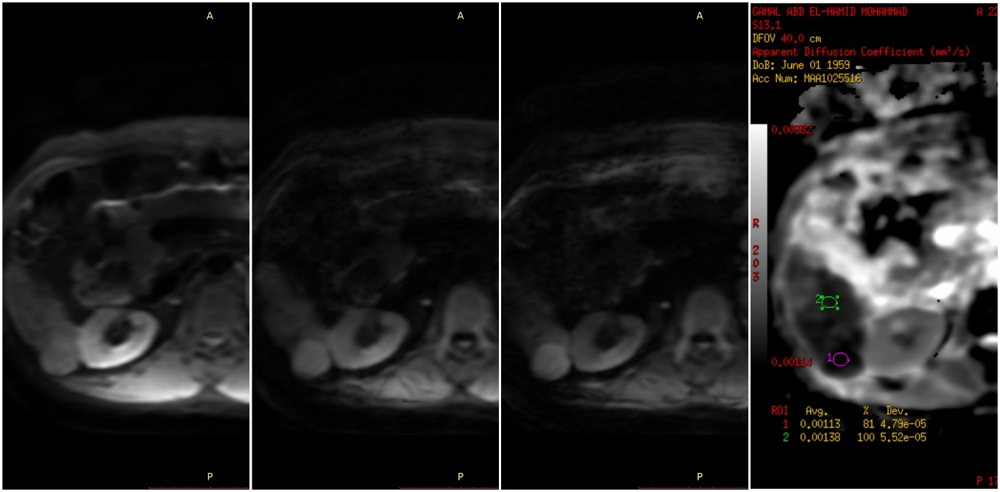 A
A
A
GAMAL ABD EL-HAMID MOHAMMAD
A 22
S13.1
DFOV 40.0 cm
Apparent Diffusion Coefficient (mm²/s)
DoB: June 01 1959
Acc Num: MAA1025516
0.00382
R
2
0
3
2
1
0.00114
ROI Avg. % Dev.
1 0.00113 81 4.79e-05
2 0.00138 100 5.52e-05
P
P
P
P 17